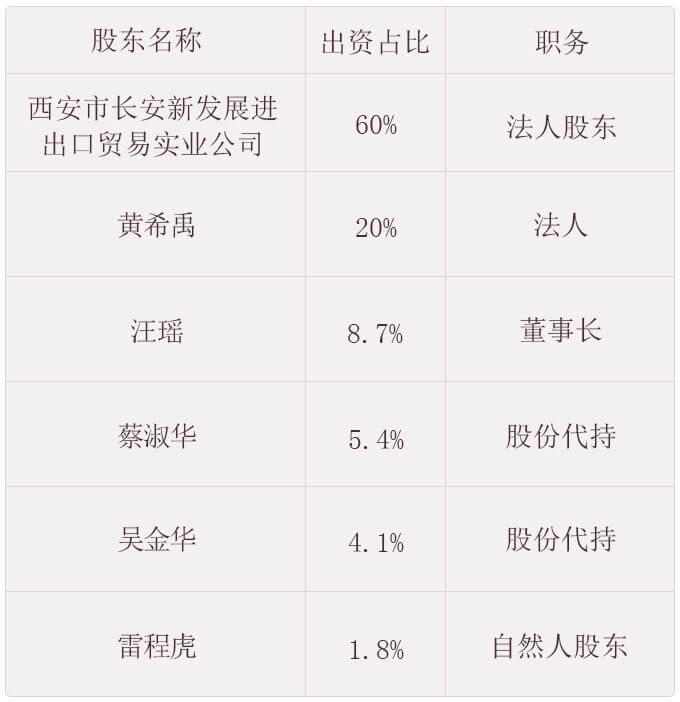 股东名称 出资占比 职务
西安市长安新发展进
出口贸易实业公司 60% 法人股东
黄希禹 20% 法人
汪瑶 8.7% 董事长
蔡淑华 5.4% 股份代持
吴金华 4.1% 股份代持
雷程虎 1.8% 自然人股东